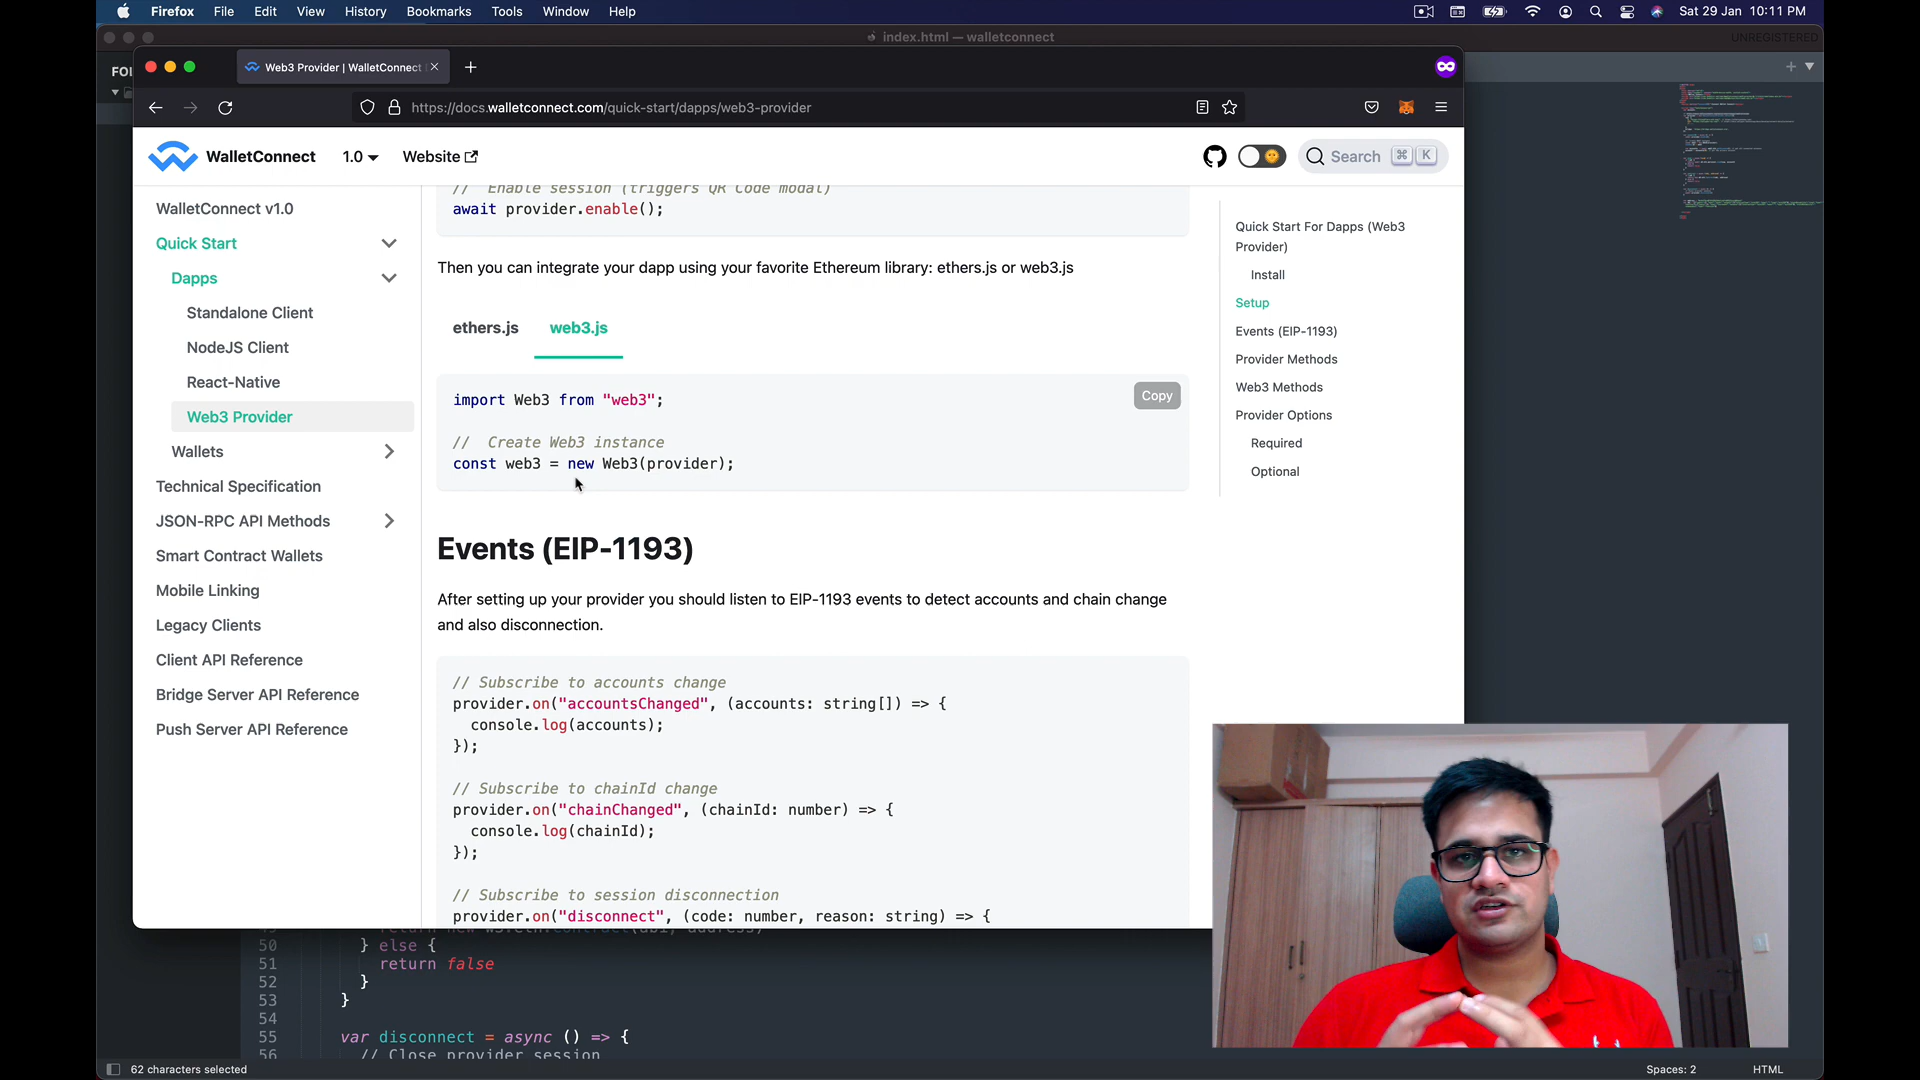 Firefox File Edit View History Bookmarks Tools Window Help Sat 29 Jan 10:11 PM
index.html — walletconnect UNREGISTERED
FOL
Web3 Provider | WalletConnect
https://docs.walletconnect.com/quick-start/dapps/web3-provider
WalletConnect 1.0 Website Search ⌘ K
WalletConnect v1.0
Quick Start
Dapps
Standalone Client
NodeJS Client
React-Native
Web3 Provider
Wallets
Technical Specification
JSON-RPC API Methods
Smart Contract Wallets
Mobile Linking
Legacy Clients
Client API Reference
Bridge Server API Reference
Push Server API Reference
// Enable session (triggers QR Code modal)
await provider.enable();
Then you can integrate your dapp using your favorite Ethereum library: ethers.js or web3.js
ethers.js web3.js
import Web3 from "web3";
Copy
// Create Web3 instance
const web3 = new Web3(provider);
Events (EIP-1193)
After setting up your provider you should listen to EIP-1193 events to detect accounts and chain change
and also disconnection.
// Subscribe to accounts change
provider.on("accountsChanged", (accounts: string[]) => {
console.log(accounts);
});
// Subscribe to chainId change
provider.on("chainChanged", (chainId: number) => {
console.log(chainId);
});
// Subscribe to session disconnection
provider.on("disconnect", (code: number, reason: string) => {
Quick Start For Dapps (Web3
Provider)
Install
Setup
Events (EIP-1193)
Provider Methods
Web3 Methods
Provider Options
Required
Optional
50 } else {
51 return false
52 }
53 }
54
55 var disconnect = async () => {
56 // Close provider session
62 characters selected Spaces: 2 HTML